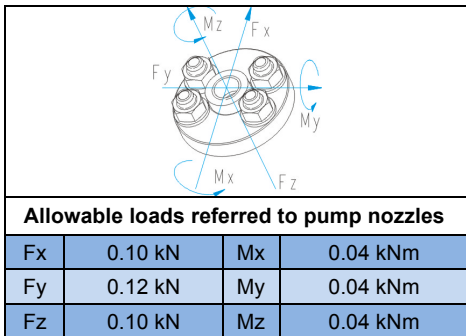 Mz
Fx
Fy
My
Mx
Fz
Allowable loads referred to pump nozzles
Fx 0.10 kN Mx 0.04 kNm
Fy 0.12 kN My 0.04 kNm
Fz 0.10 kN Mz 0.04 kNm